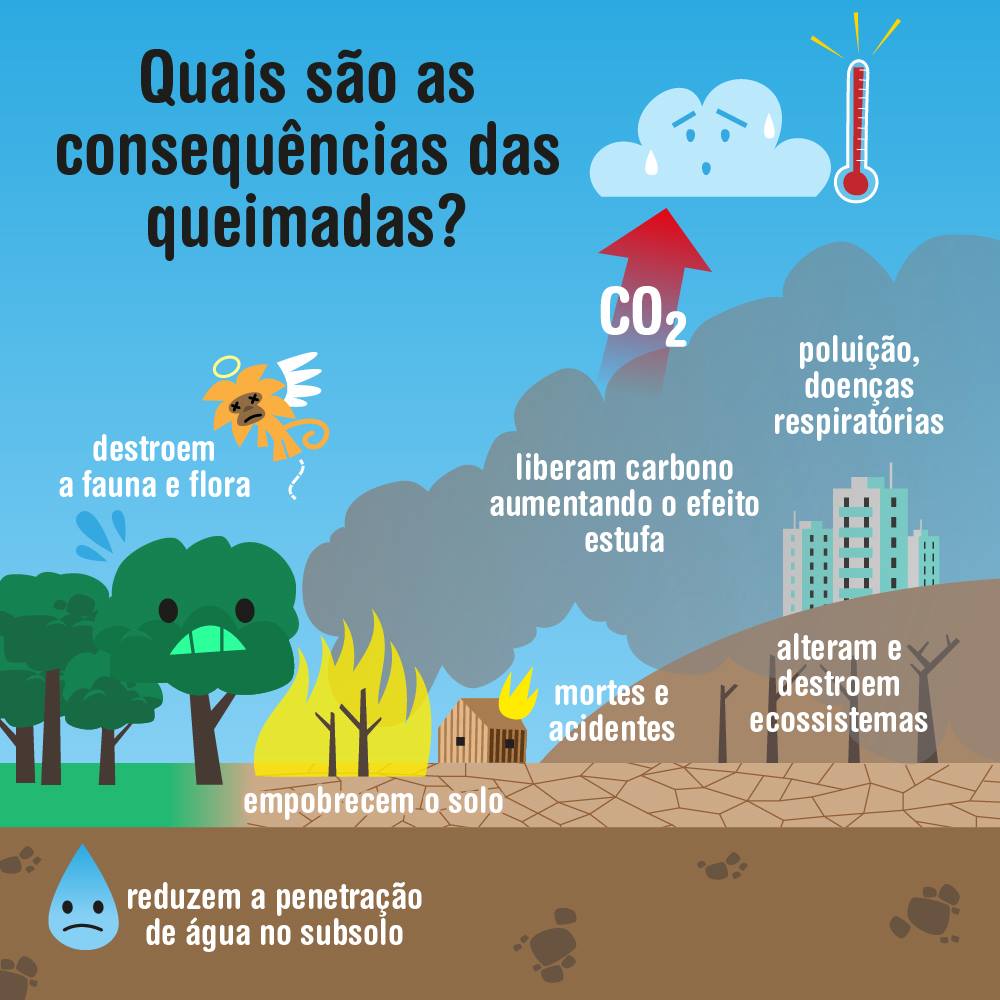 Quais são as
consequências das
queimadas?
CO₂
poluição,
doenças
respiratórias
destroem
a fauna e flora
liberam carbono
aumentando o efeito
estufa
alteram e
destroem
ecossistemas
mortes e
acidentes
empobrecem o solo
reduzem a penetração
de água no subsolo